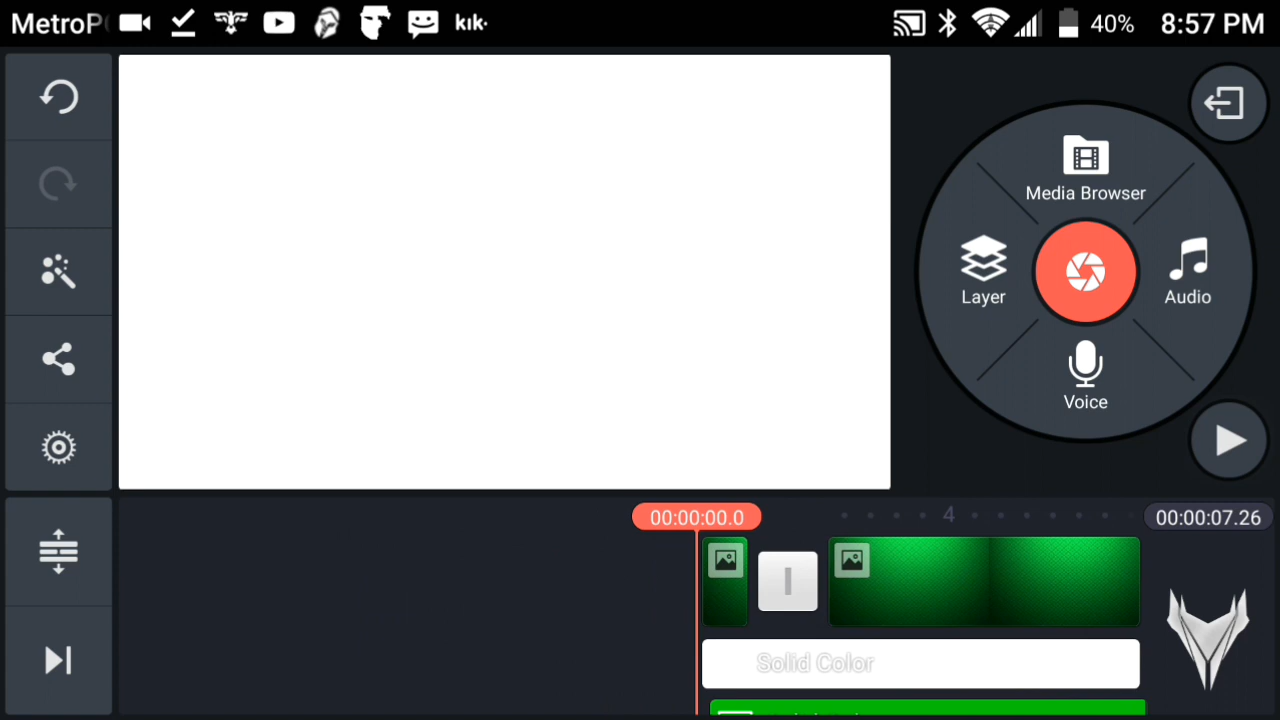 MetroP
kik·
40%
8:57 PM
Media Browser
Layer
Audio
Voice
00:00:00.0
4
00:00:07.26
Solid Color